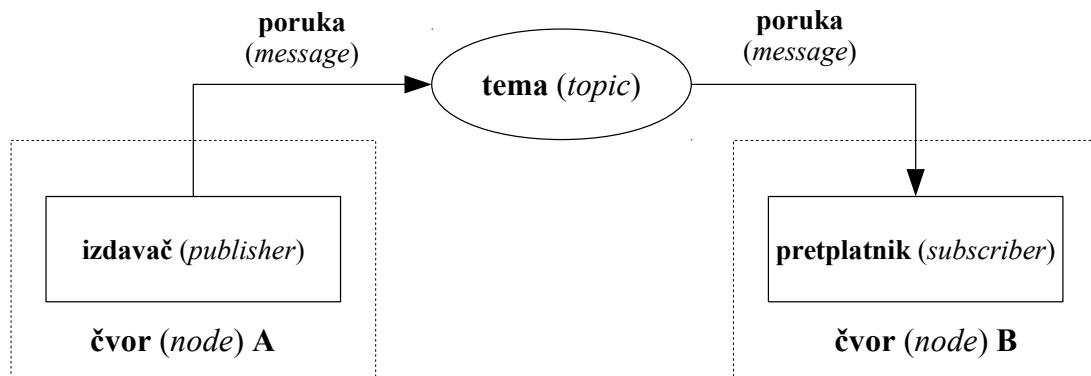 poruka
(message)
tema (topic)
poruka
(message)
izdavač (publisher)
čvor (node) A
pretplatnik (subscriber)
čvor (node) B